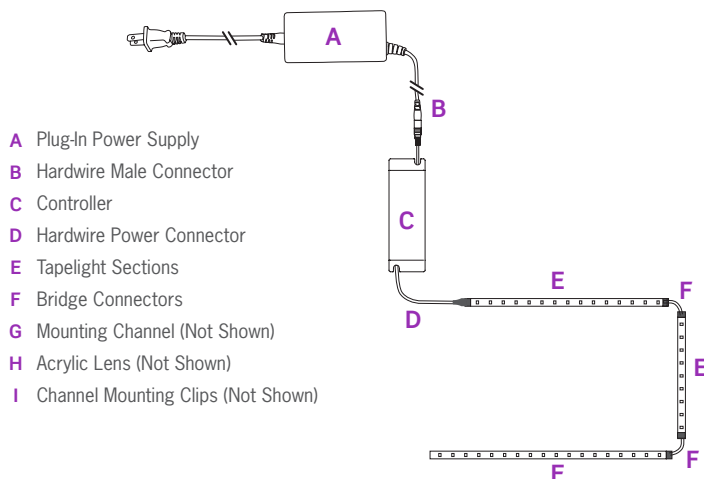 A
B
A Plug-In Power Supply
B Hardwire Male Connector
C Controller
D Hardwire Power Connector
E Tapelight Sections
F Bridge Connectors
G Mounting Channel (Not Shown)
H Acrylic Lens (Not Shown)
I Channel Mounting Clips (Not Shown)
C
E
F
D
E
F
E